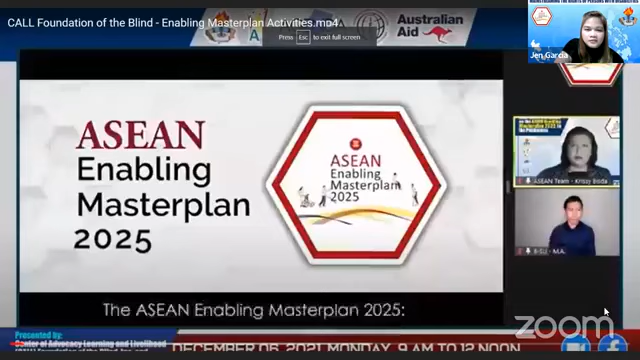 CALL Foundation of the Blind - Enabling Masterplan Activities.mp4
Press Esc to exit full screen
Australian
Aid
Jen Garcia
ASEAN
Enabling
Masterplan
2025
ASEAN
Enabling
Masterplan
2025
ASEAN Team - Krissy Bisda
The ASEAN Enabling Masterplan 2025:
zoom
Presented by:
Center of Advocacy Learning and Livelihood
DECEMBER 06, 2021 MONDAY, 9 AM TO 12 NOON